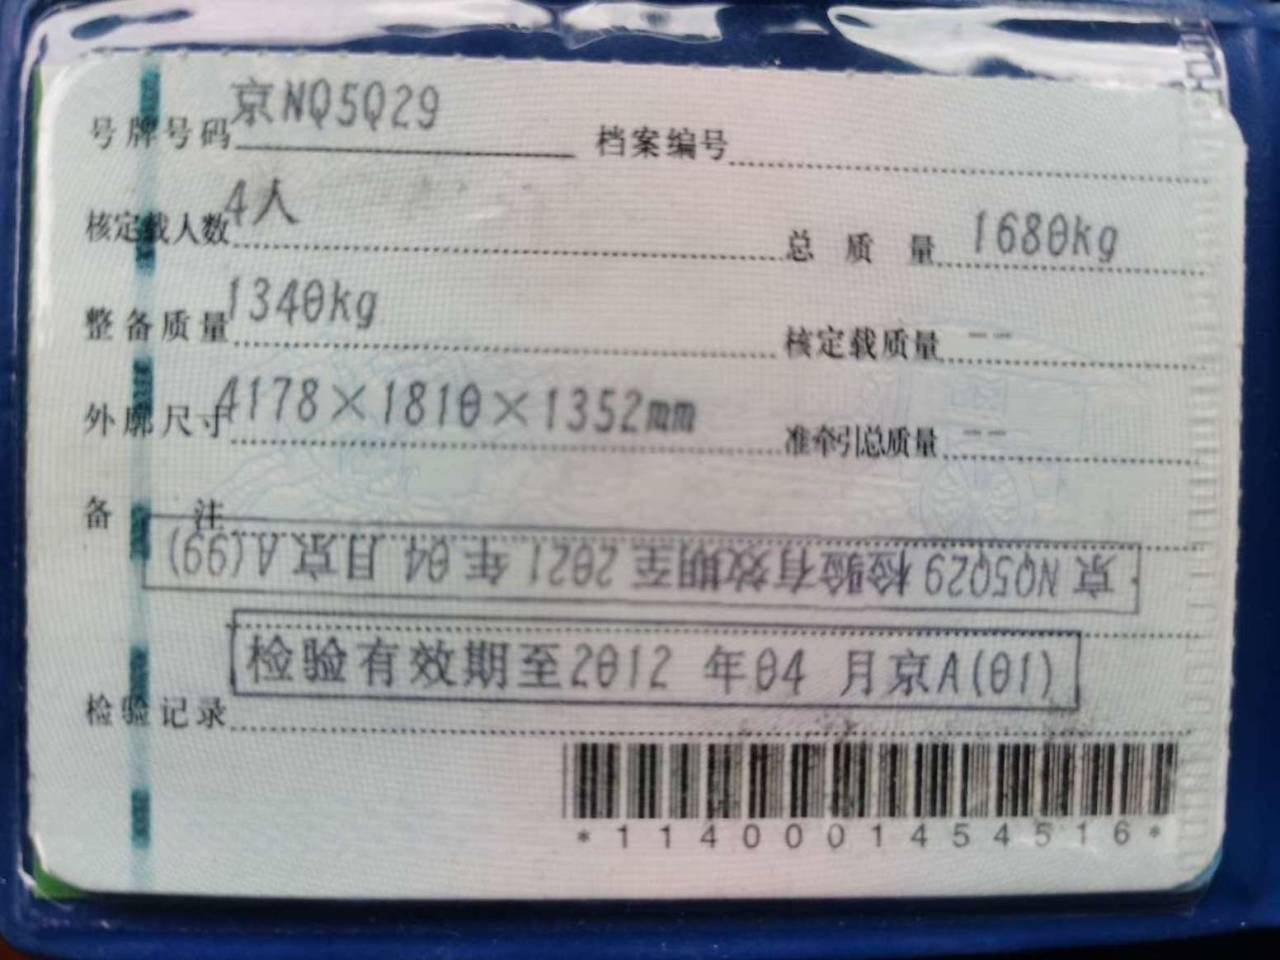 号牌号码 京NQ5Q29 档案编号
核定载人数 4人 总质量 1680kg
整备质量 1340kg 核定载质量 --
外廓尺寸 4178×1810×1352mm 准牵引总质量 --
备注
京NQ5Q29 检验有效期至2021 年04 月京A(99)
检验有效期至2012 年04 月京A(01)
检验记录
*1140001454516*